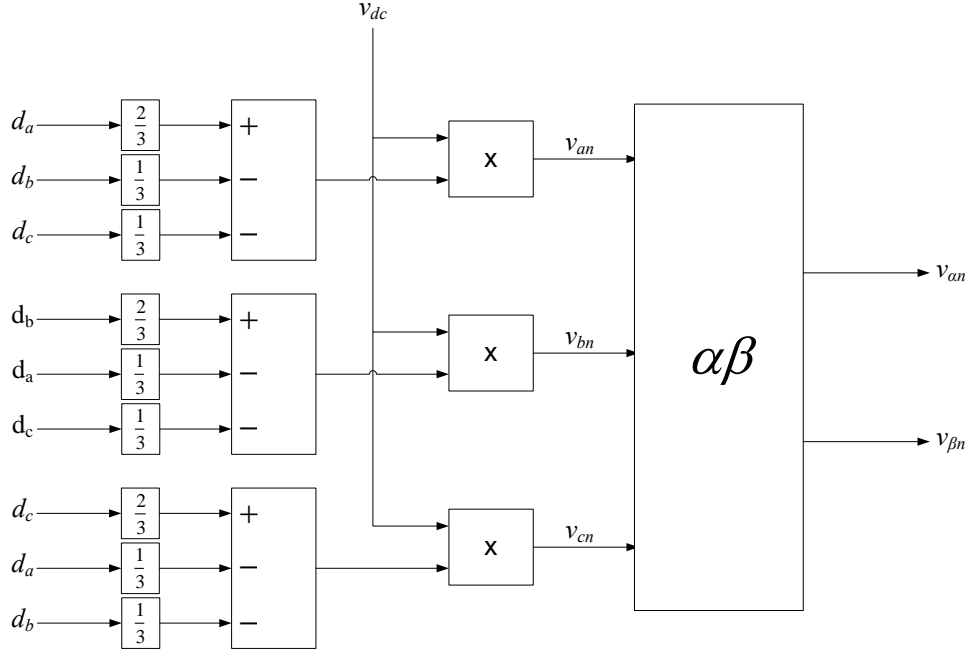 v_dc
d_a 2/3 +
d_b 1/3 −
d_c 1/3 −
x
v_an
d_b 2/3 +
d_a 1/3 −
d_c 1/3 −
x
v_bn
d_c 2/3 +
d_a 1/3 −
d_b 1/3 −
x
v_cn
αβ
v_αn
v_βn